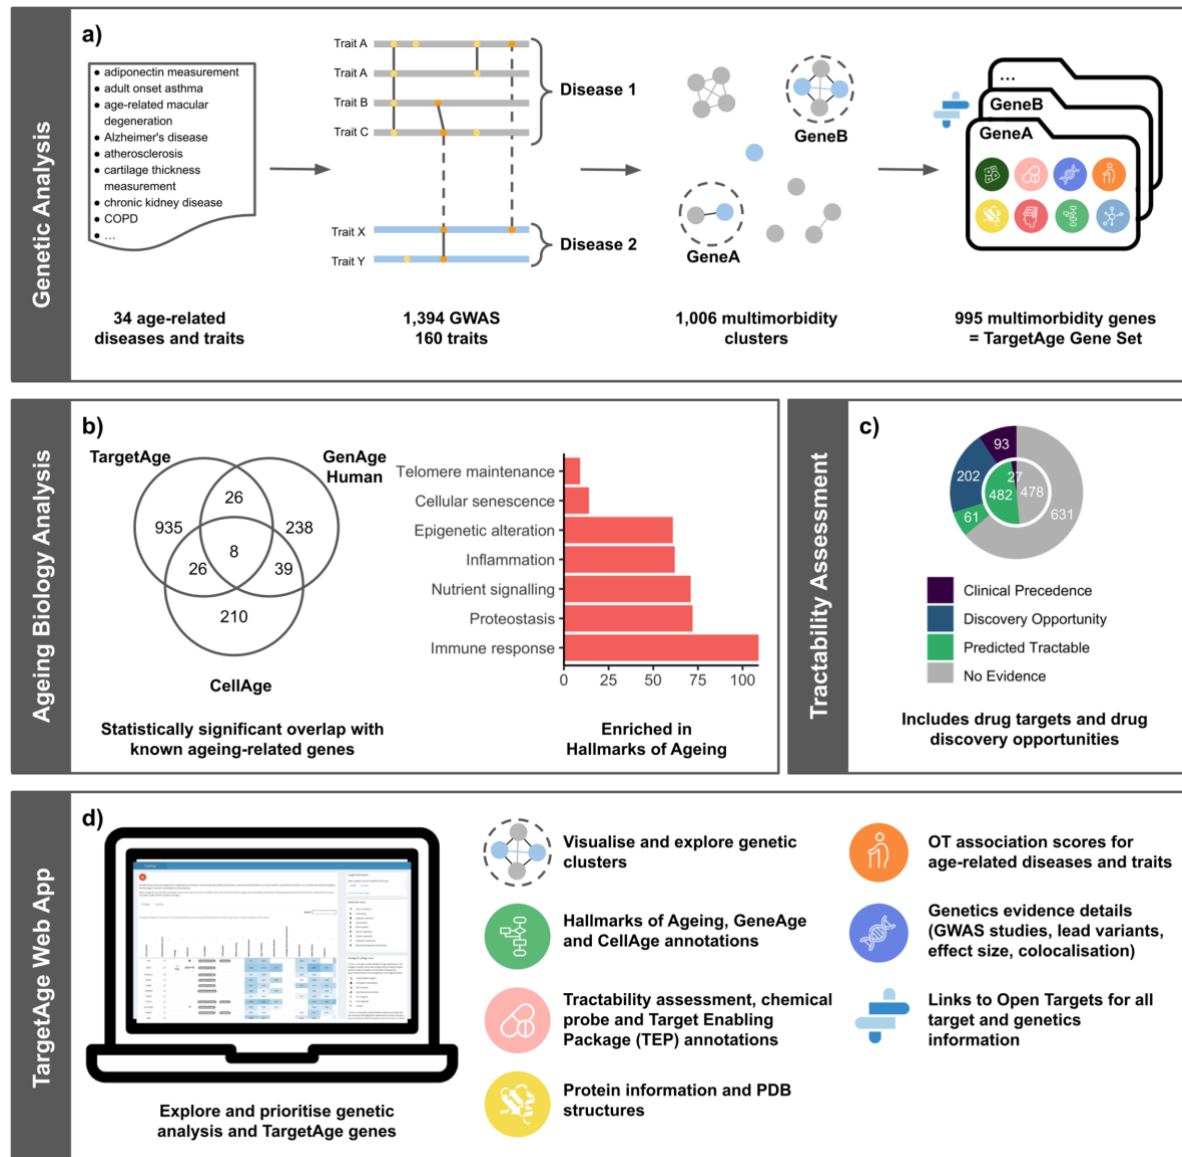 Genetic Analysis
a)
● adiponectin measurement
● adult onset asthma
● age-related macular
degeneration
● Alzheimer's disease
● atherosclerosis
● cartilage thickness
measurement
● chronic kidney disease
● COPD
● ...
34 age-related
diseases and traits
Trait A
Trait A
Trait B
Trait C
Disease 1
Trait X
Trait Y
Disease 2
1,394 GWAS
160 traits
GeneB
GeneA
1,006 multimorbidity
clusters
...
GeneB
GeneA
995 multimorbidity genes
= TargetAge Gene Set
Ageing Biology Analysis
b)
TargetAge
GenAge
Human
26
935
238
8
26
39
210
CellAge
Statistically significant overlap with
known ageing-related genes
Telomere maintenance
Cellular senescence
Epigenetic alteration
Inflammation
Nutrient signalling
Proteostasis
Immune response
0
25
50
75
100
Enriched in
Hallmarks of Ageing
Tractability Assessment
c)
93
202
27
482
478
61
631
Clinical Precedence
Discovery Opportunity
Predicted Tractable
No Evidence
Includes drug targets and drug
discovery opportunities
TargetAge Web App
d)
Explore and prioritise genetic
analysis and TargetAge genes
Visualise and explore genetic
clusters
Hallmarks of Ageing, GeneAge
and CellAge annotations
Tractability assessment, chemical
probe and Target Enabling
Package (TEP) annotations
Protein information and PDB
structures
OT association scores for
age-related diseases and traits
Genetics evidence details
(GWAS studies, lead variants,
effect size, colocalisation)
Links to Open Targets for all
target and genetics
information